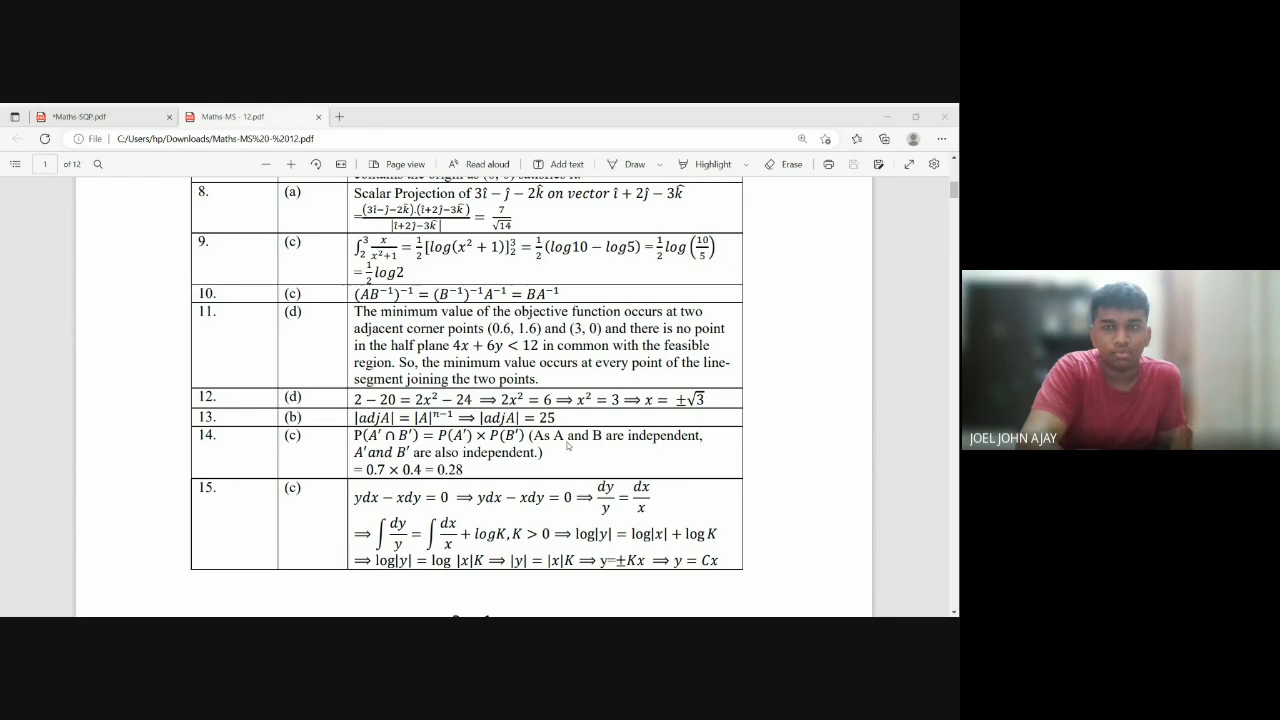 *Maths-SQP.pdf
Maths-MS - 12.pdf
File
C:/Users/hp/Downloads/Maths-MS%20-%2012.pdf
1 of 12
Page view
Read aloud
Add text
Draw
Highlight
Erase
8. (a) Scalar Projection of 3î − ĵ − 2k̂ on vector î + 2ĵ − 3k̂
= (3î−ĵ−2k̂).(î+2ĵ−3k̂) / |î+2ĵ−3k̂| = 7/√14
9. (c) ∫₂³ x/(x²+1) = 1/2 [log(x² + 1)]₂³ = 1/2 (log10 − log5) = 1/2 log (10/5)
= 1/2 log2
10. (c) (AB⁻¹)⁻¹ = (B⁻¹)⁻¹A⁻¹ = BA⁻¹
11. (d) The minimum value of the objective function occurs at two
adjacent corner points (0.6, 1.6) and (3, 0) and there is no point
in the half plane 4x + 6y < 12 in common with the feasible
region. So, the minimum value occurs at every point of the line-
segment joining the two points.
12. (d) 2 − 20 = 2x² − 24 ⟹ 2x² = 6 ⟹ x² = 3 ⟹ x = ±√3
13. (b) |adjA| = |A|ⁿ⁻¹ ⟹ |adjA| = 25
14. (c) P(A′ ∩ B′) = P(A′) × P(B′) (As A and B are independent,
A′and B′ are also independent.)
= 0.7 × 0.4 = 0.28
15. (c) ydx − xdy = 0 ⟹ ydx − xdy = 0 ⟹ dy/y = dx/x
⟹ ∫ dy/y = ∫ dx/x + logK, K > 0 ⟹ log|y| = log|x| + log K
⟹ log|y| = log |x|K ⟹ |y| = |x|K ⟹ y=±Kx ⟹ y = Cx
JOEL JOHN AJAY